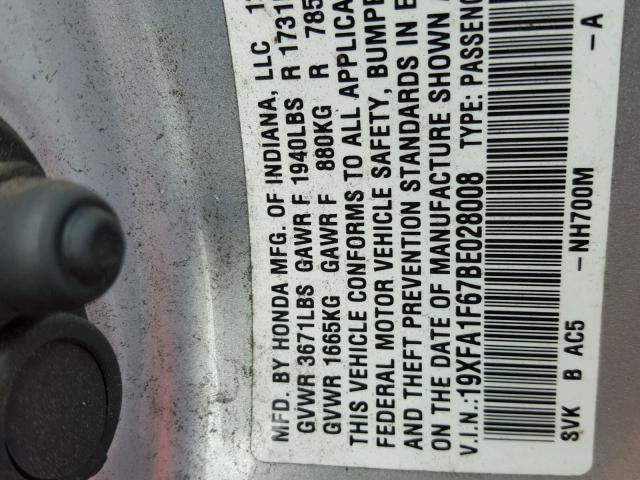 MFD. BY HONDA MFG. OF INDIANA, LLC
GVWR 3671LBS GAWR F 1940LBS R 1731
GVWR 1665KG GAWR F 880KG R 785
THIS VEHICLE CONFORMS TO ALL APPLICA
FEDERAL MOTOR VEHICLE SAFETY, BUMPE
AND THEFT PREVENTION STANDARDS IN E
ON THE DATE OF MANUFACTURE SHOWN A
V.I.N.:19XFA1F67BE028008 TYPE: PASSENG
SVK B AC5 -NH700M -A